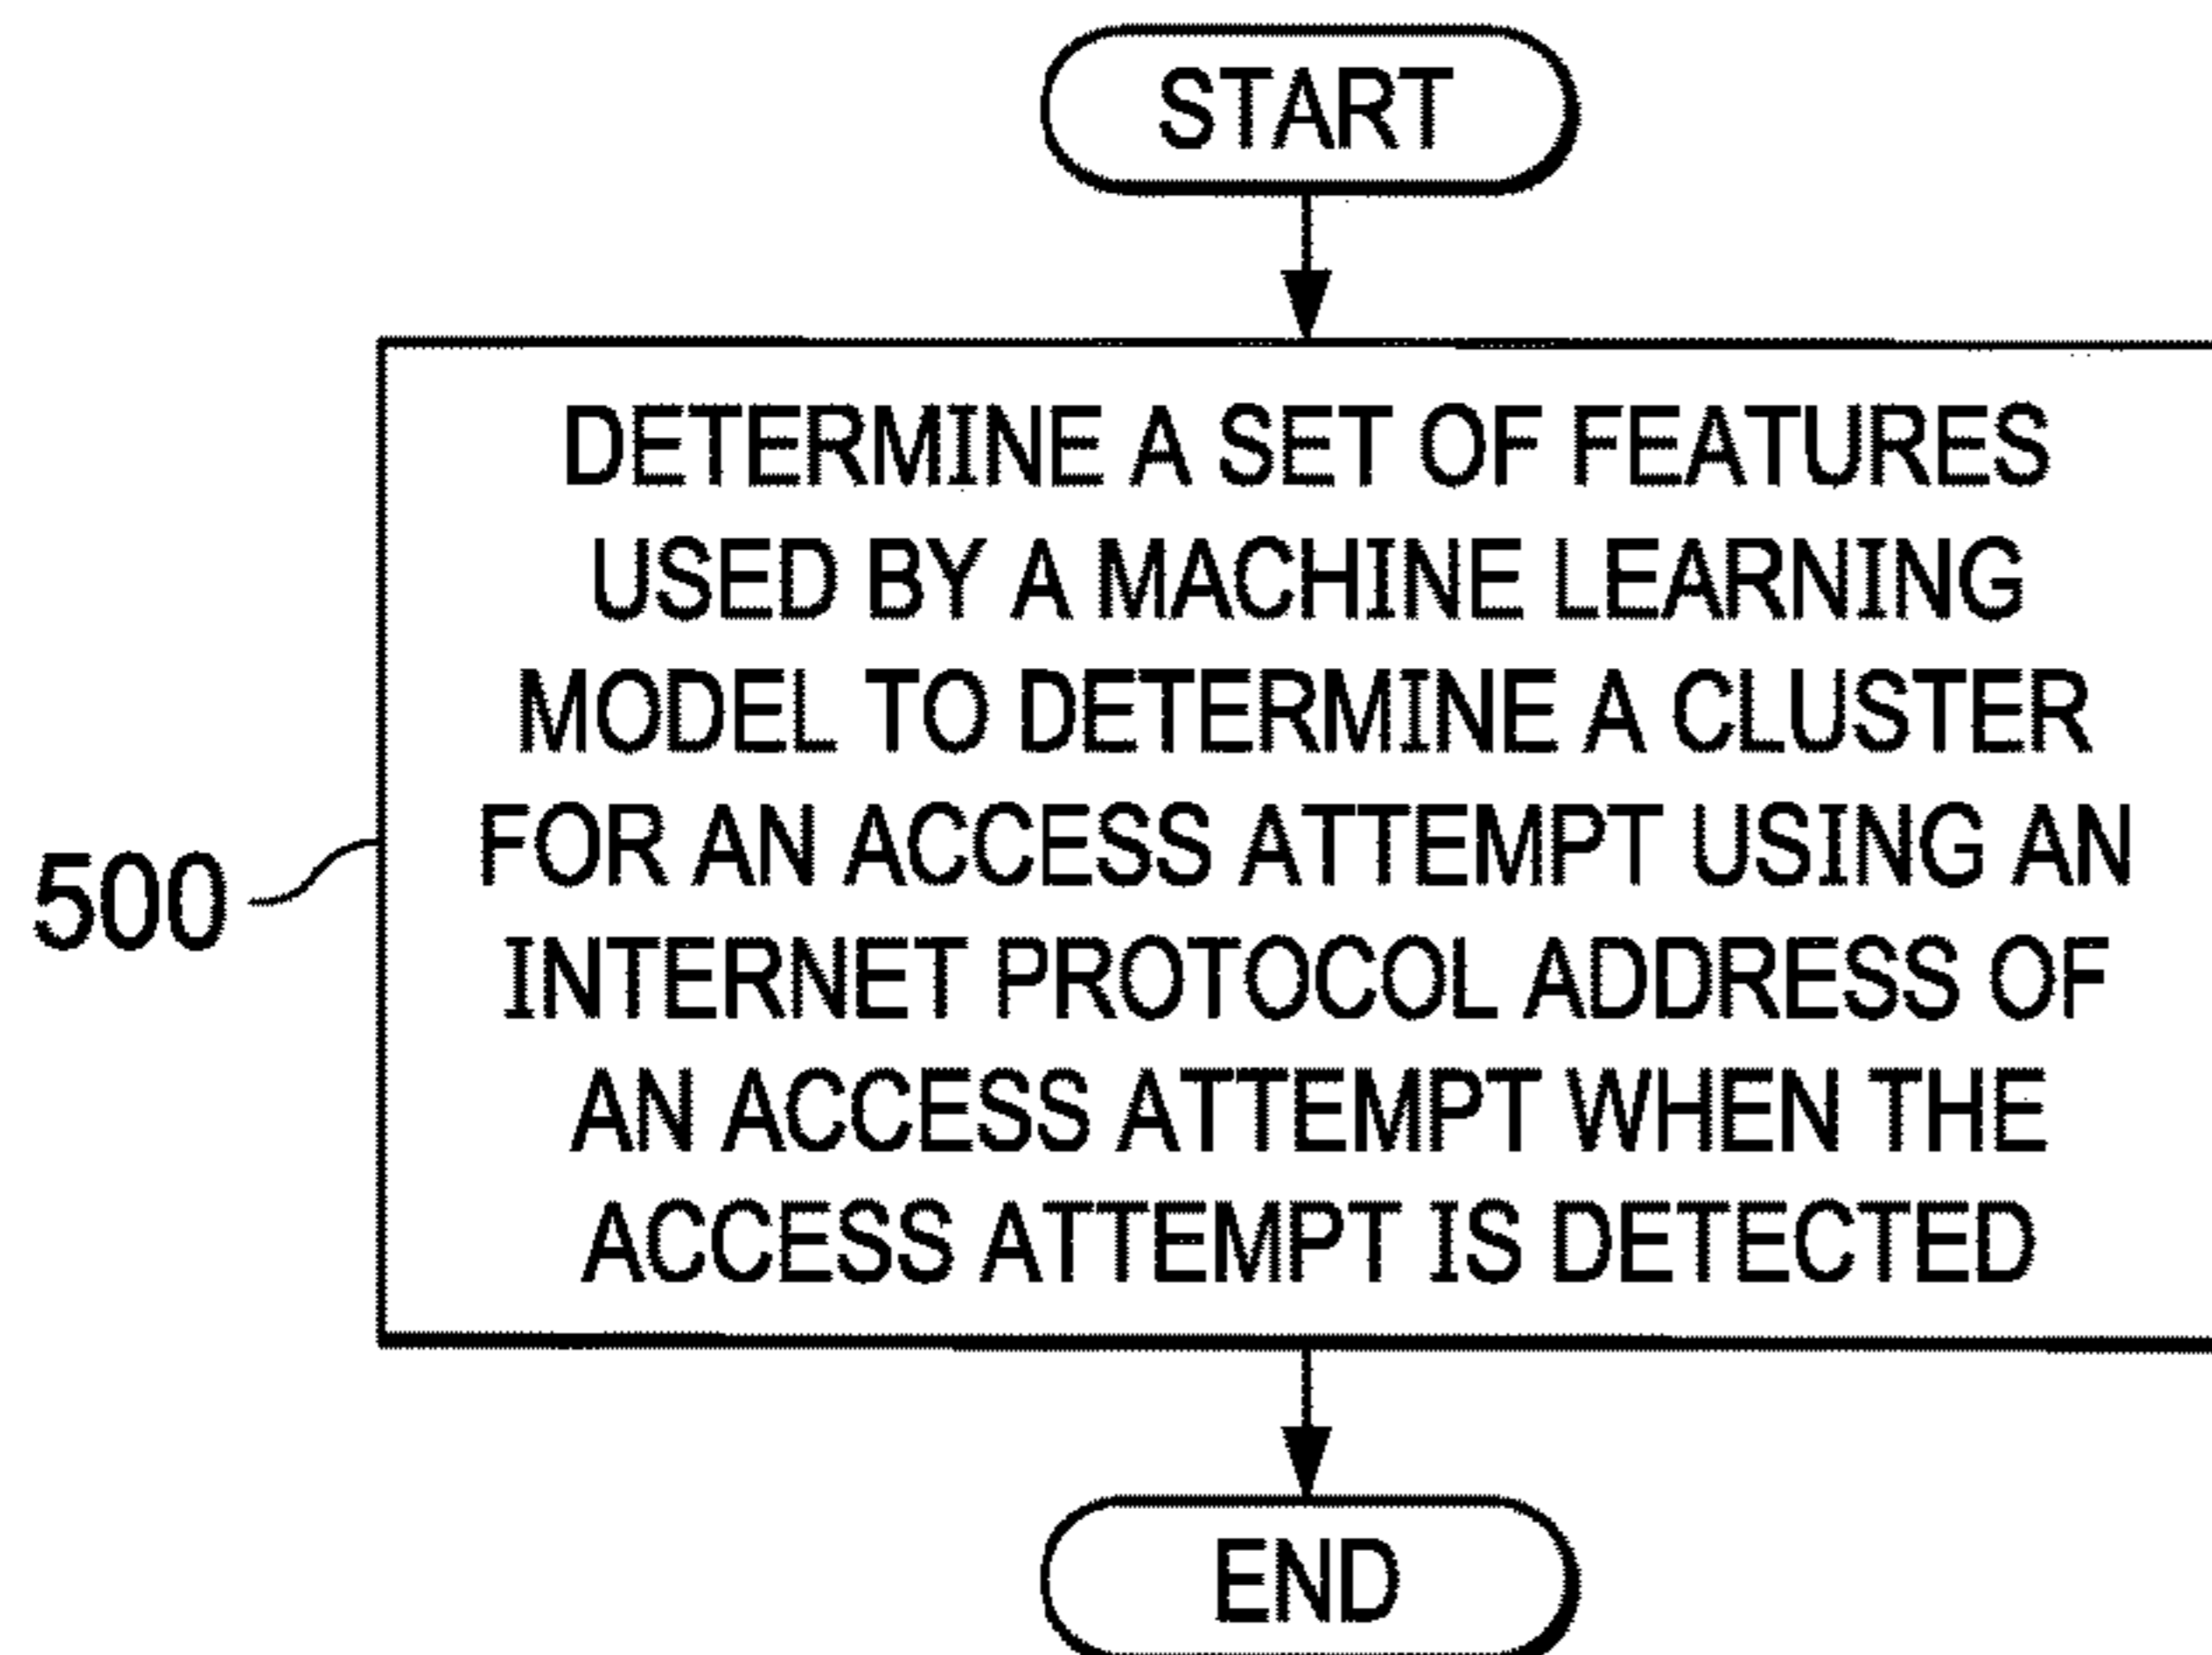 START
DETERMINE A SET OF FEATURES
USED BY A MACHINE LEARNING
MODEL TO DETERMINE A CLUSTER
FOR AN ACCESS ATTEMPT USING AN
500
INTERNET PROTOCOL ADDRESS OF
AN ACCESS ATTEMPT WHEN THE
ACCESS ATTEMPT IS DETECTED
END